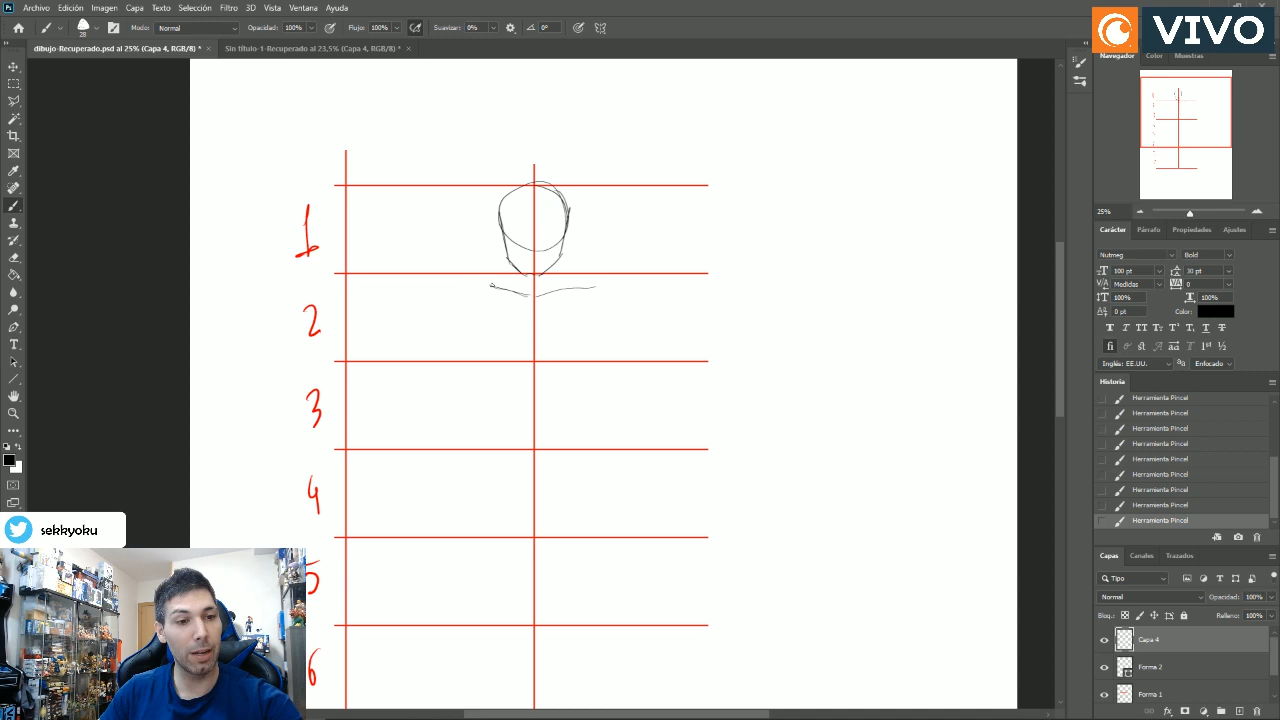 Archivo Edición Imagen Capa Texto Selección Filtro 3D Vista Ventana Ayuda
28 Modo: Normal Opacidad: 100% Flujo: 100% Suavizar: 0% 0°
VIVO
dibujo-Recuperado.psd al 25% (Capa 4, RGB/8) * Sin título-1-Recuperado al 23,5% (Capa 4, RGB/8) *
Navegador Color Muestras
25%
Carácter Párrafo Propiedades Ajustes
Nutmeg Bold
100 pt 30 pt
Medidas 0
100% 100%
0 pt Color:
Inglés: EE.UU. Enfocado
Historia
Herramienta Pincel
Herramienta Pincel
Herramienta Pincel
Herramienta Pincel
Herramienta Pincel
Herramienta Pincel
Herramienta Pincel
Herramienta Pincel
Herramienta Pincel
Capas Canales Trazados
Tipo
Normal Opacidad: 100%
Bloq.: Relleno: 100%
Capa 4
Forma 2
Forma 1
1
2
3
4
5
6
sekkyoku